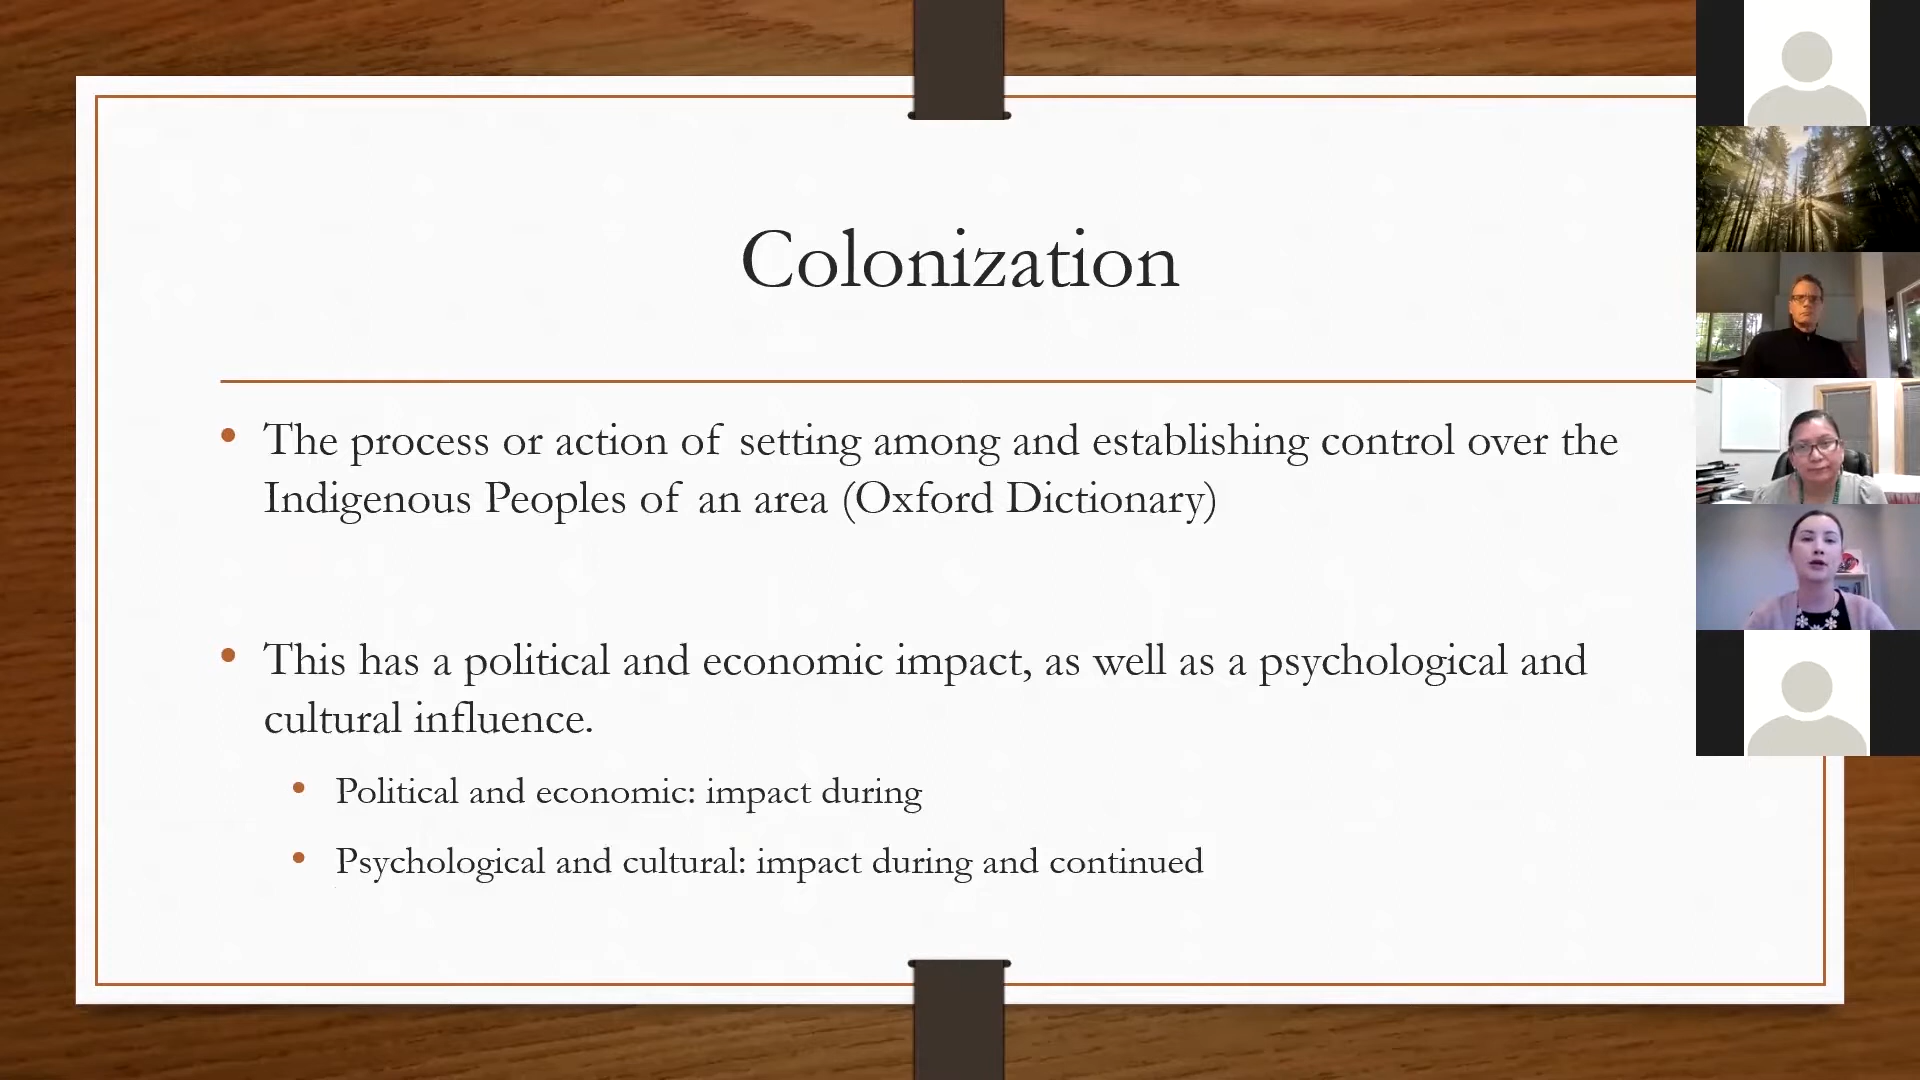 Colonization
• The process or action of setting among and establishing control over the
Indigenous Peoples of an area (Oxford Dictionary)
• This has a political and economic impact, as well as a psychological and
cultural influence.
• Political and economic: impact during
• Psychological and cultural: impact during and continued